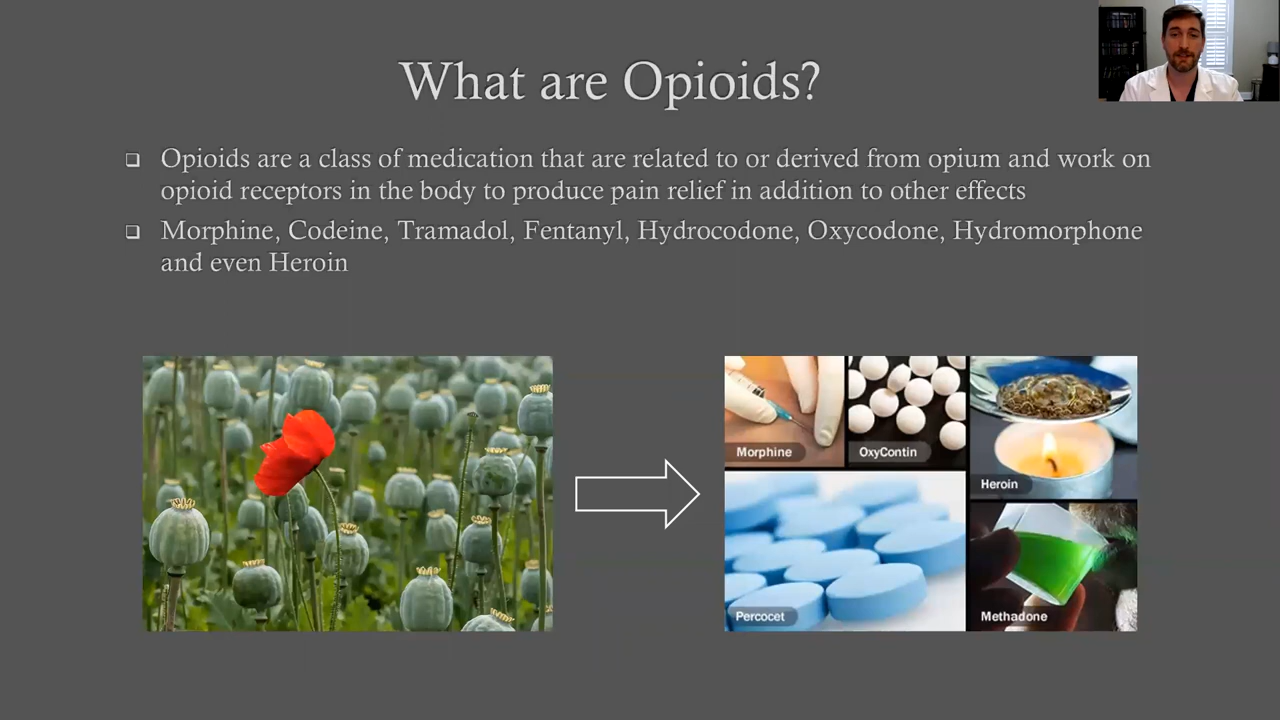 What are Opioids?
Opioids are a class of medication that are related to or derived from opium and work on
opioid receptors in the body to produce pain relief in addition to other effects
Morphine, Codeine, Tramadol, Fentanyl, Hydrocodone, Oxycodone, Hydromorphone
and even Heroin
Morphine
OxyContin
Heroin
Percocet
Methadone